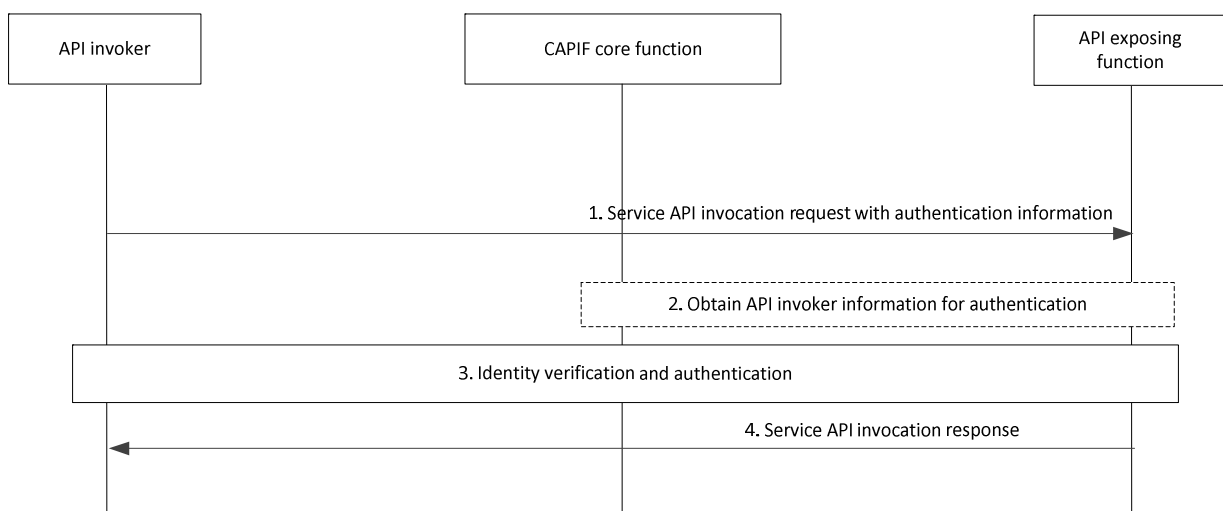 API invoker
CAPIF core function
API exposing
function
1. Service API invocation request with authentication information
2. Obtain API invoker information for authentication
3. Identity verification and authentication
4. Service API invocation response